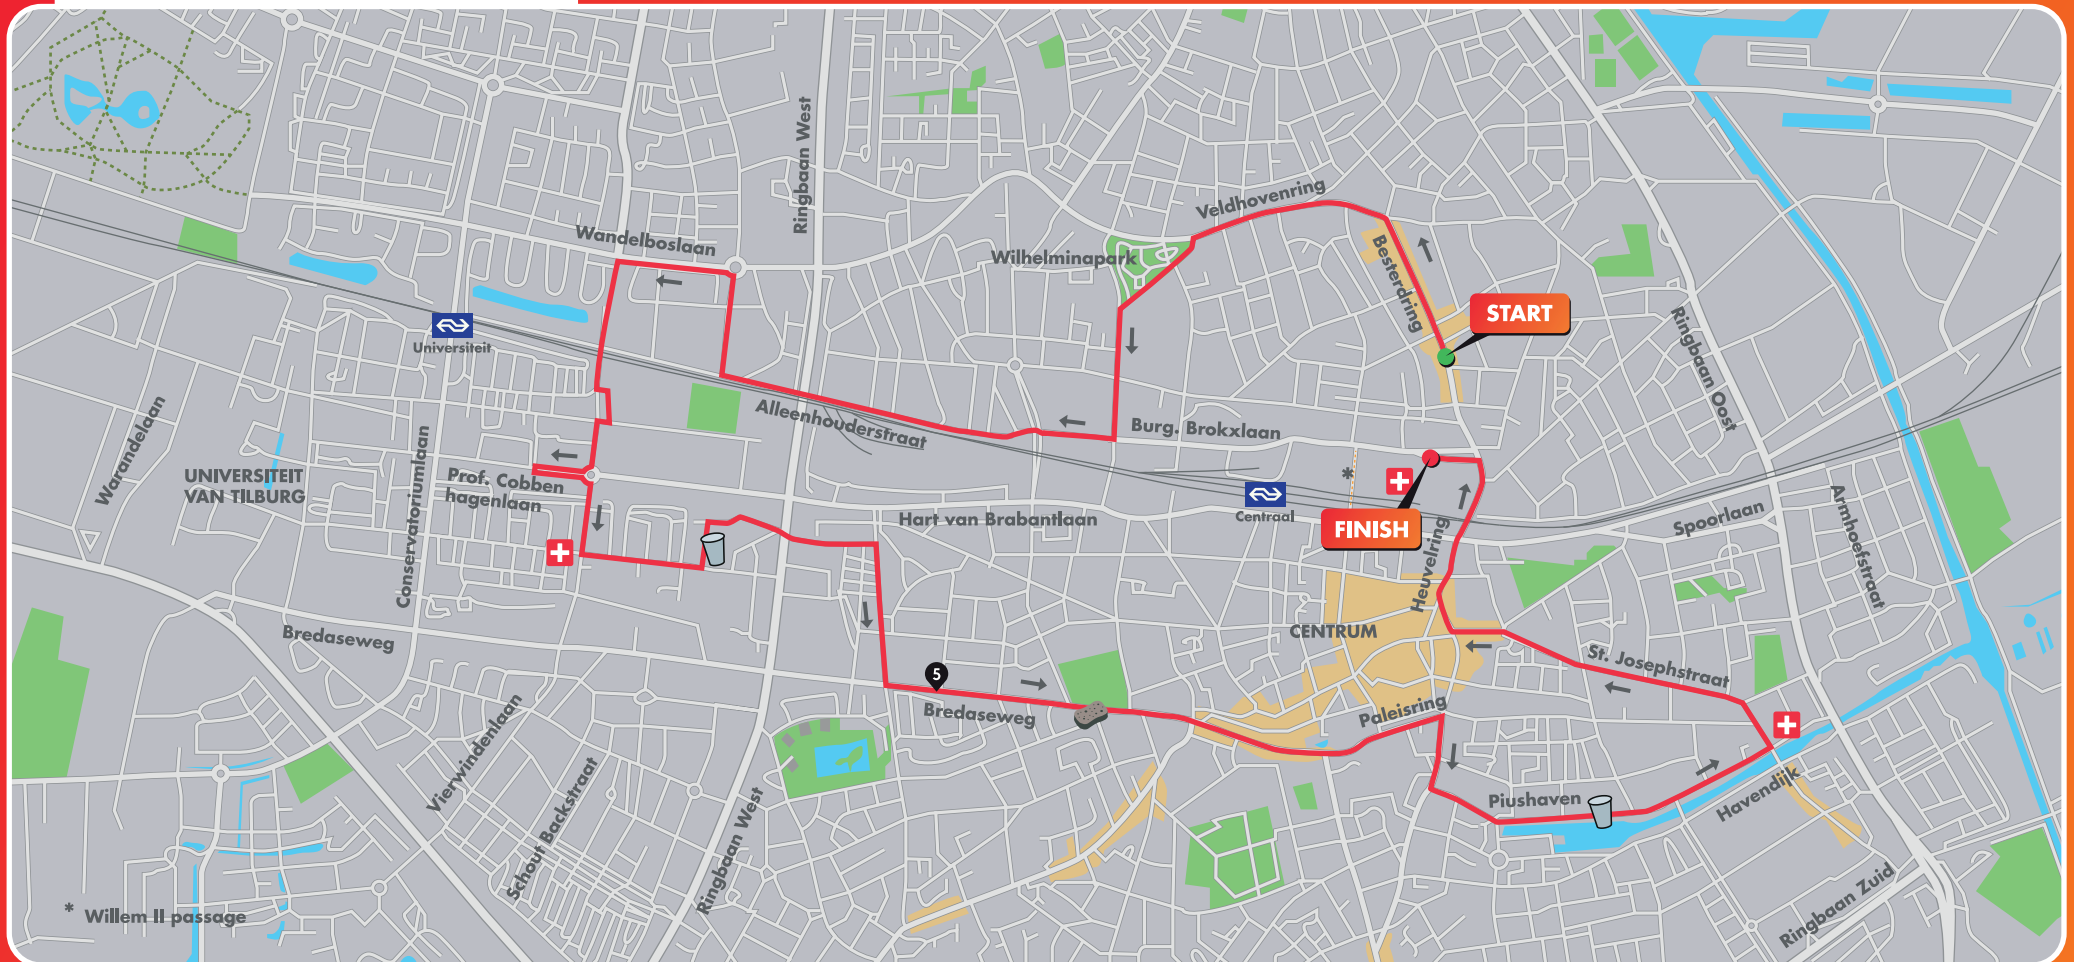 Ringbaan West
Veldhovenring
Wandelboslaan
Wilhelminapark
Besterdring
START
Universiteit
Ringbaan Oost
Alleenhouderstraat
Burg. Brokxlaan
Warandelaan
Conservatoriumlaan
UNIVERSITEIT
VAN TILBURG
Prof. Cobben
hagenlaan
*
Centraal
Hart van Brabantlaan
FINISH
Heuvelring
Spoorlaan
Armhoefstraat
Bredaseweg
CENTRUM
St. Josephstraat
5
Bredaseweg
Paleisring
Vierwindenlaan
Schout Backstraat
Ringbaan West
Piushaven
Havendijk
Ringbaan Zuid
* Willem II passage